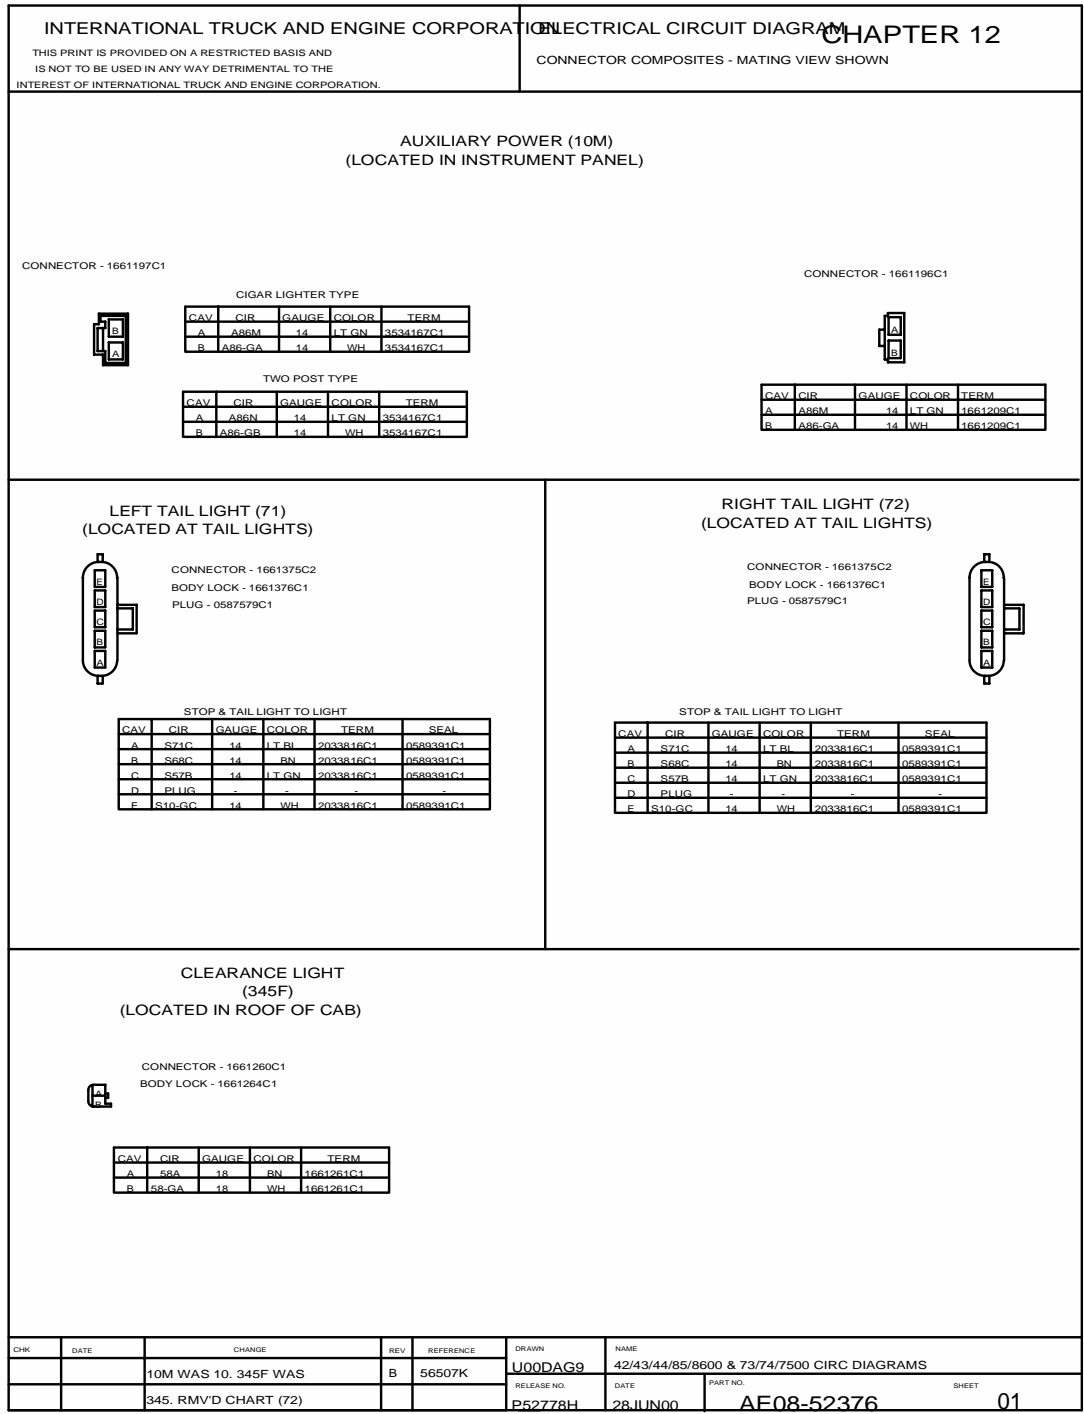 INTERNATIONAL TRUCK AND ENGINE CORPORATION
THIS PRINT IS PROVIDED ON A RESTRICTED BASIS AND
IS NOT TO BE USED IN ANY WAY DETRIMENTAL TO THE
INTEREST OF INTERNATIONAL TRUCK AND ENGINE CORPORATION.
ELECTRICAL CIRCUIT DIAGRAM
CHAPTER 12
CONNECTOR COMPOSITES - MATING VIEW SHOWN
AUXILIARY POWER (10M)
(LOCATED IN INSTRUMENT PANEL)
CONNECTOR - 1661197C1
B
A
CIGAR LIGHTER TYPE
CAV CIR GAUGE COLOR TERM
A A86M 14 LT GN 3534167C1
B A86-GA 14 WH 3534167C1
TWO POST TYPE
CAV CIR GAUGE COLOR TERM
A A86N 14 LT GN 3534167C1
B A86-GB 14 WH 3534167C1
CONNECTOR - 1661196C1
A
B
CAV CIR GAUGE COLOR TERM
A A86M 14 LT GN 1661209C1
B A86-GA 14 WH 1661209C1
LEFT TAIL LIGHT (71)
(LOCATED AT TAIL LIGHTS)
CONNECTOR - 1661375C2
BODY LOCK - 1661376C1
PLUG - 0587579C1
E
D
C
B
A
STOP & TAIL LIGHT TO LIGHT
CAV CIR GAUGE COLOR TERM SEAL
A S71C 14 LT BL 2033816C1 0589391C1
B S68C 14 BN 2033816C1 0589391C1
C S57B 14 LT GN 2033816C1 0589391C1
D PLUG - - - -
E S10-GC 14 WH 2033816C1 0589391C1
RIGHT TAIL LIGHT (72)
(LOCATED AT TAIL LIGHTS)
CONNECTOR - 1661375C2
BODY LOCK - 1661376C1
PLUG - 0587579C1
E
D
C
B
A
STOP & TAIL LIGHT TO LIGHT
CAV CIR GAUGE COLOR TERM SEAL
A S71C 14 LT BL 2033816C1 0589391C1
B S68C 14 BN 2033816C1 0589391C1
C S57B 14 LT GN 2033816C1 0589391C1
D PLUG - - - -
E S10-GC 14 WH 2033816C1 0589391C1
CLEARANCE LIGHT
(345F)
(LOCATED IN ROOF OF CAB)
CONNECTOR - 1661260C1
BODY LOCK - 1661264C1
A
B
CAV CIR GAUGE COLOR TERM
A 58A 18 BN 1661261C1
B 58-GA 18 WH 1661261C1
CHK DATE CHANGE REV REFERENCE
10M WAS 10. 345F WAS B 56507K
345. RMV'D CHART (72)
DRAWN
U00DAG9
NAME
42/43/44/85/8600 & 73/74/7500 CIRC DIAGRAMS
RELEASE NO.
P52778H
DATE
28JUN00
PART NO.
AE08-52376
SHEET
01